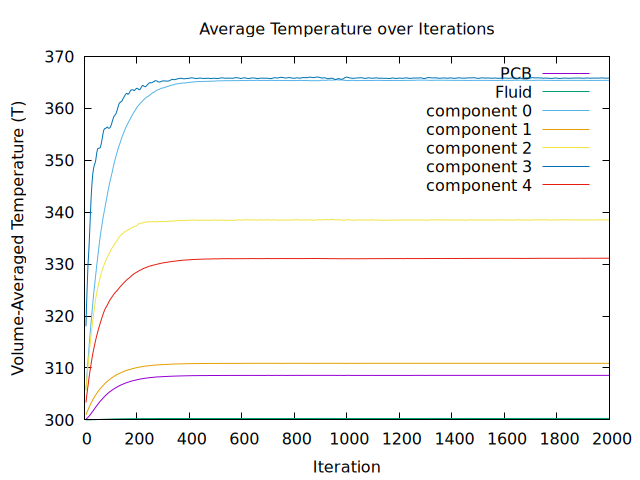 Average Temperature over Iterations
Volume-Averaged Temperature (T)
370
360
350
340
330
320
310
300
PCB
Fluid
component 0
component 1
component 2
component 3
component 4
0 200 400 600 800 1000 1200 1400 1600 1800 2000
Iteration